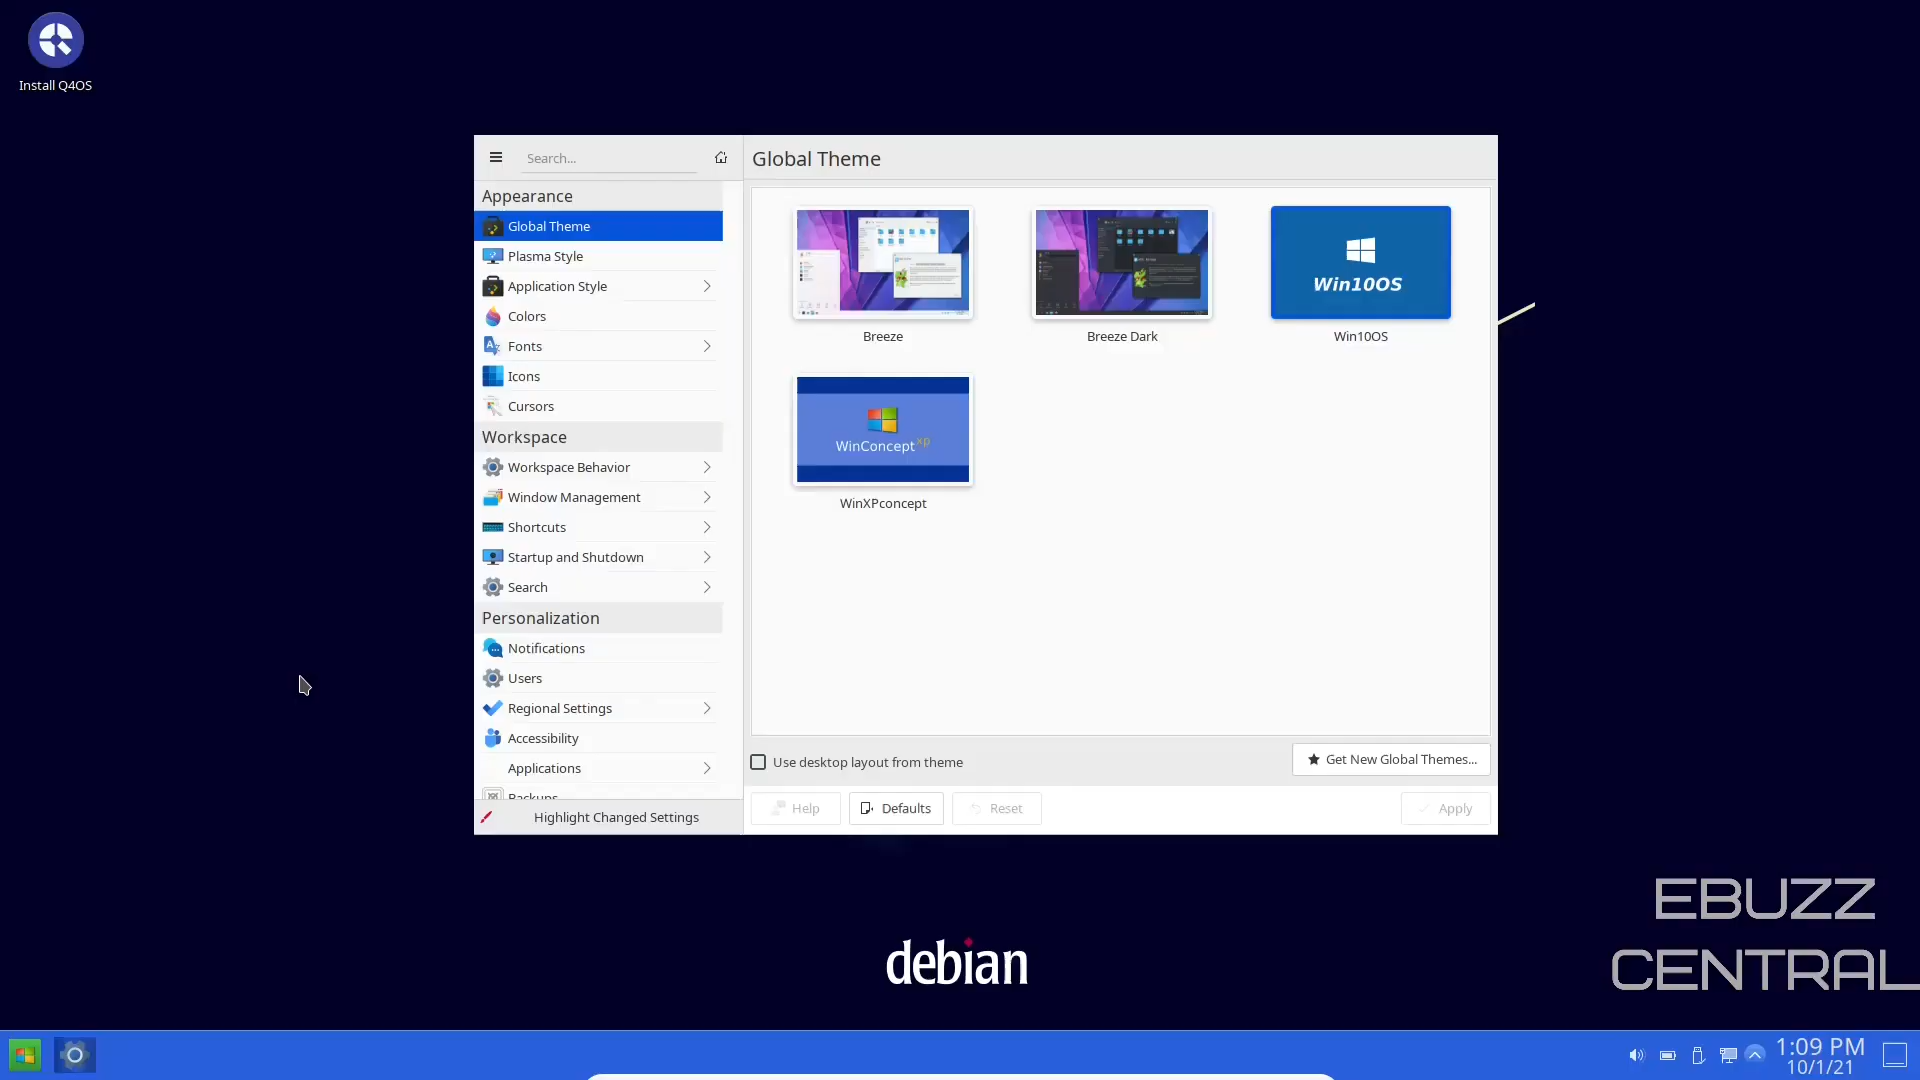 Install Q4OS
Search...
Global Theme
Appearance
Global Theme
Plasma Style
Application Style
Colors
Fonts
Icons
Cursors
Workspace
Workspace Behavior
Window Management
Shortcuts
Startup and Shutdown
Search
Personalization
Notifications
Users
Regional Settings
Accessibility
Applications
Backups
Highlight Changed Settings
Breeze
Breeze Dark
Win10OS
Win10OS
WinConcept xp
WinXPconcept
Use desktop layout from theme
Get New Global Themes...
Help
Defaults
Reset
Apply
debian
EBUZZ
CENTRAL
1:09 PM
10/1/21